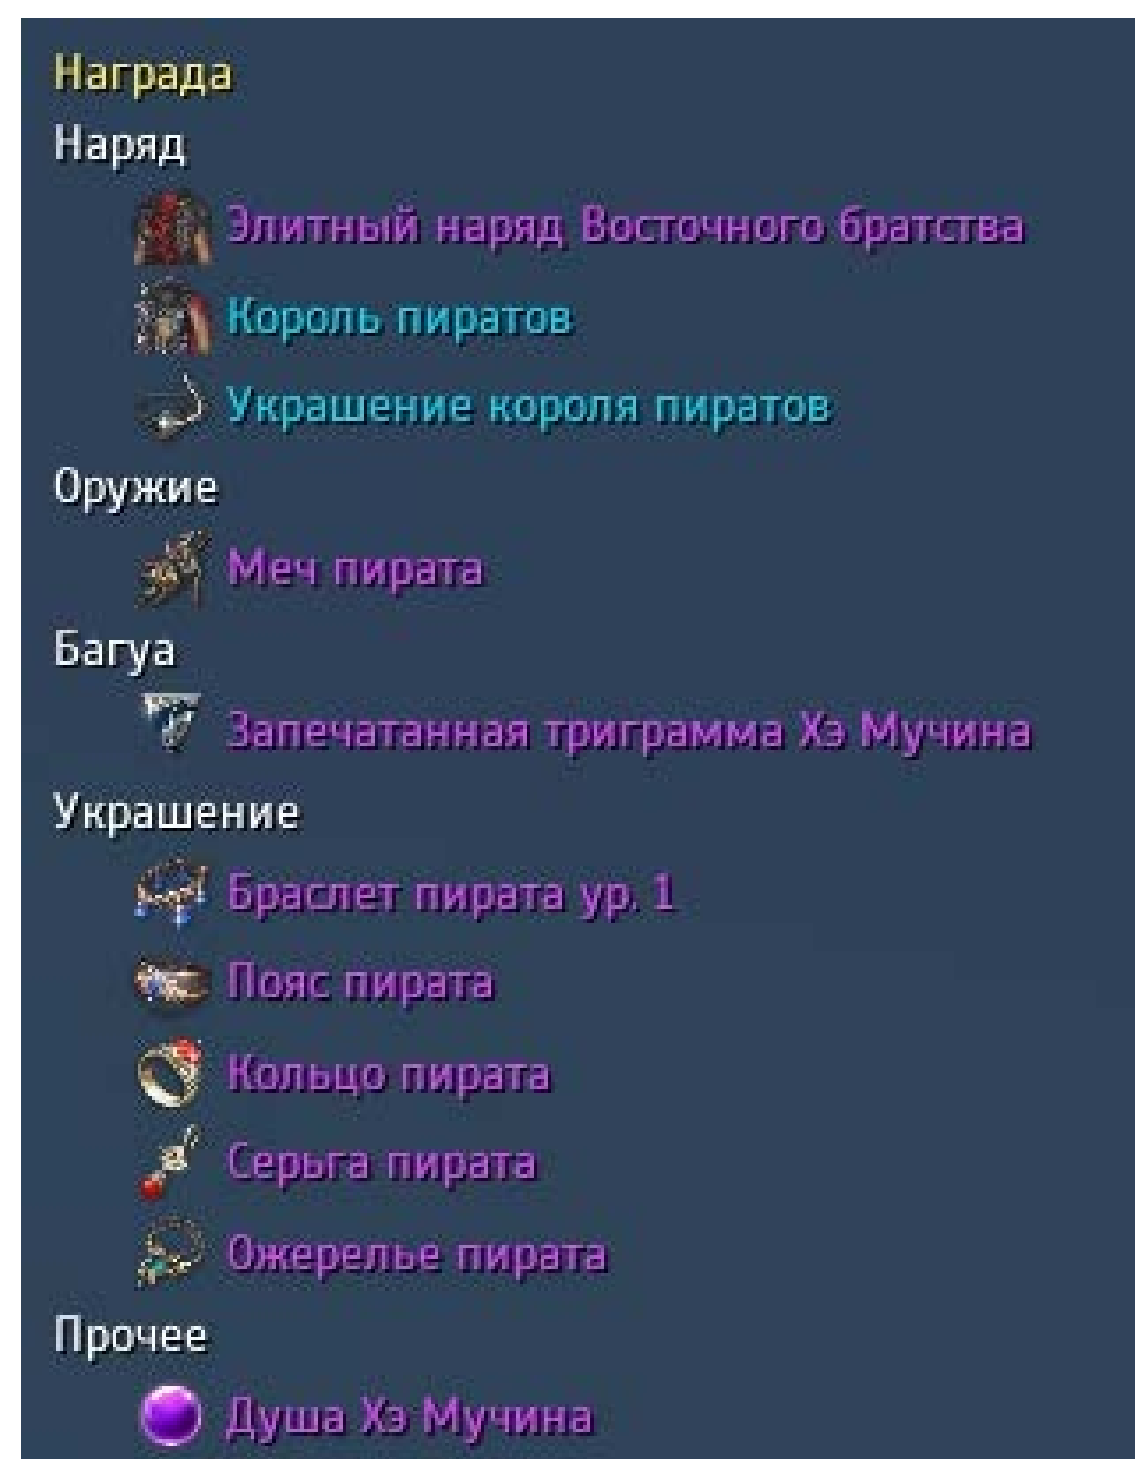 Награда
Наряд
Элитный наряд Восточного братства
Король пиратов
Украшение короля пиратов
Оружие
Меч пирата
Багуа
Запечатанная триграмма Хэ Мучина
Украшение
Браслет пирата ур. 1
Пояс пирата
Кольцо пирата
Серьга пирата
Ожерелье пирата
Прочее
Душа Хэ Мучина